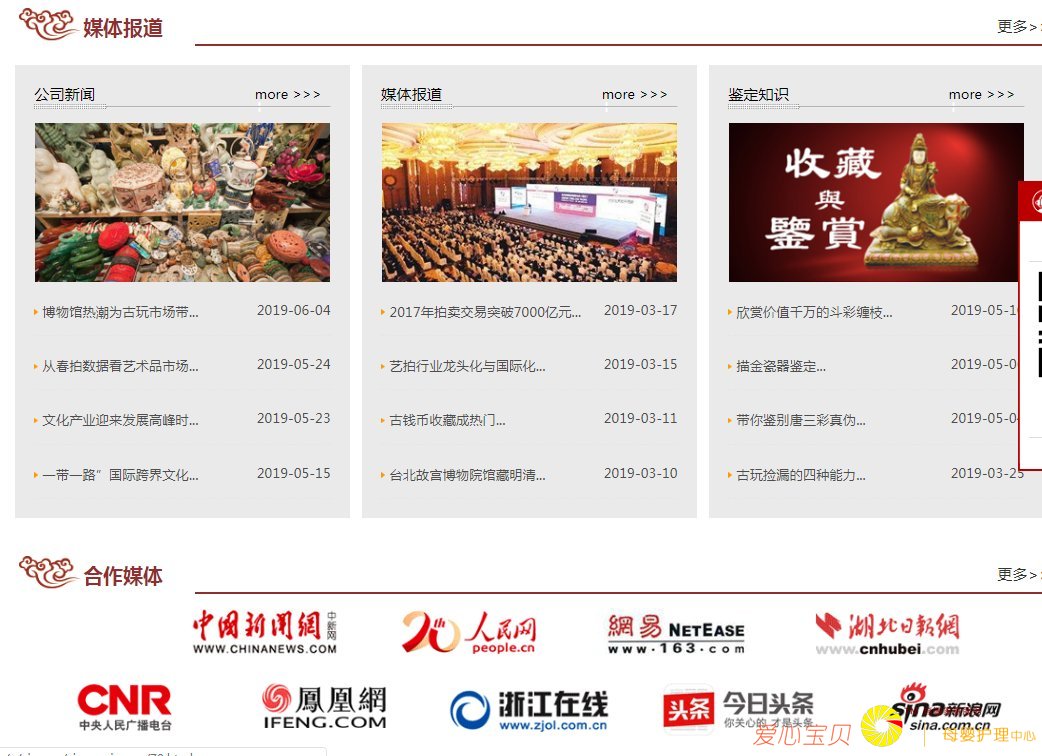 媒体报道
更多>
公司新闻 more >>>
博物馆热潮为古玩市场带... 2019-06-04
从春拍数据看艺术品市场... 2019-05-24
文化产业迎来发展高峰时... 2019-05-23
一带一路”国际跨界文化... 2019-05-15
媒体报道 more >>>
2017年拍卖交易突破7000亿元... 2019-03-17
艺拍行业龙头化与国际化... 2019-03-15
古钱币收藏成热门... 2019-03-11
台北故宫博物院馆藏明清... 2019-03-10
鉴定知识 more >>>
收藏
與
鑒賞
欣赏价值千万的斗彩缠枝... 2019-05-1
描金瓷器鉴定... 2019-05-0
带你鉴别唐三彩真伪... 2019-05-0
古玩捡漏的四种能力... 2019-03-25
合作媒体
更多>
中國新聞網 中新网
WWW.CHINANEWS.COM
20 人民网
people.cn
網易 NETEASE
www.163.com
湖北日報網
www.cnhubei.com
CNR
中央人民广播电台
鳳凰網
IFENG.COM
浙江在线
www.zjol.com.cn
头条 今日头条
你关心的 才是头条
sina新浪网
sina.com.cn
爱心宝贝
母婴护理中心